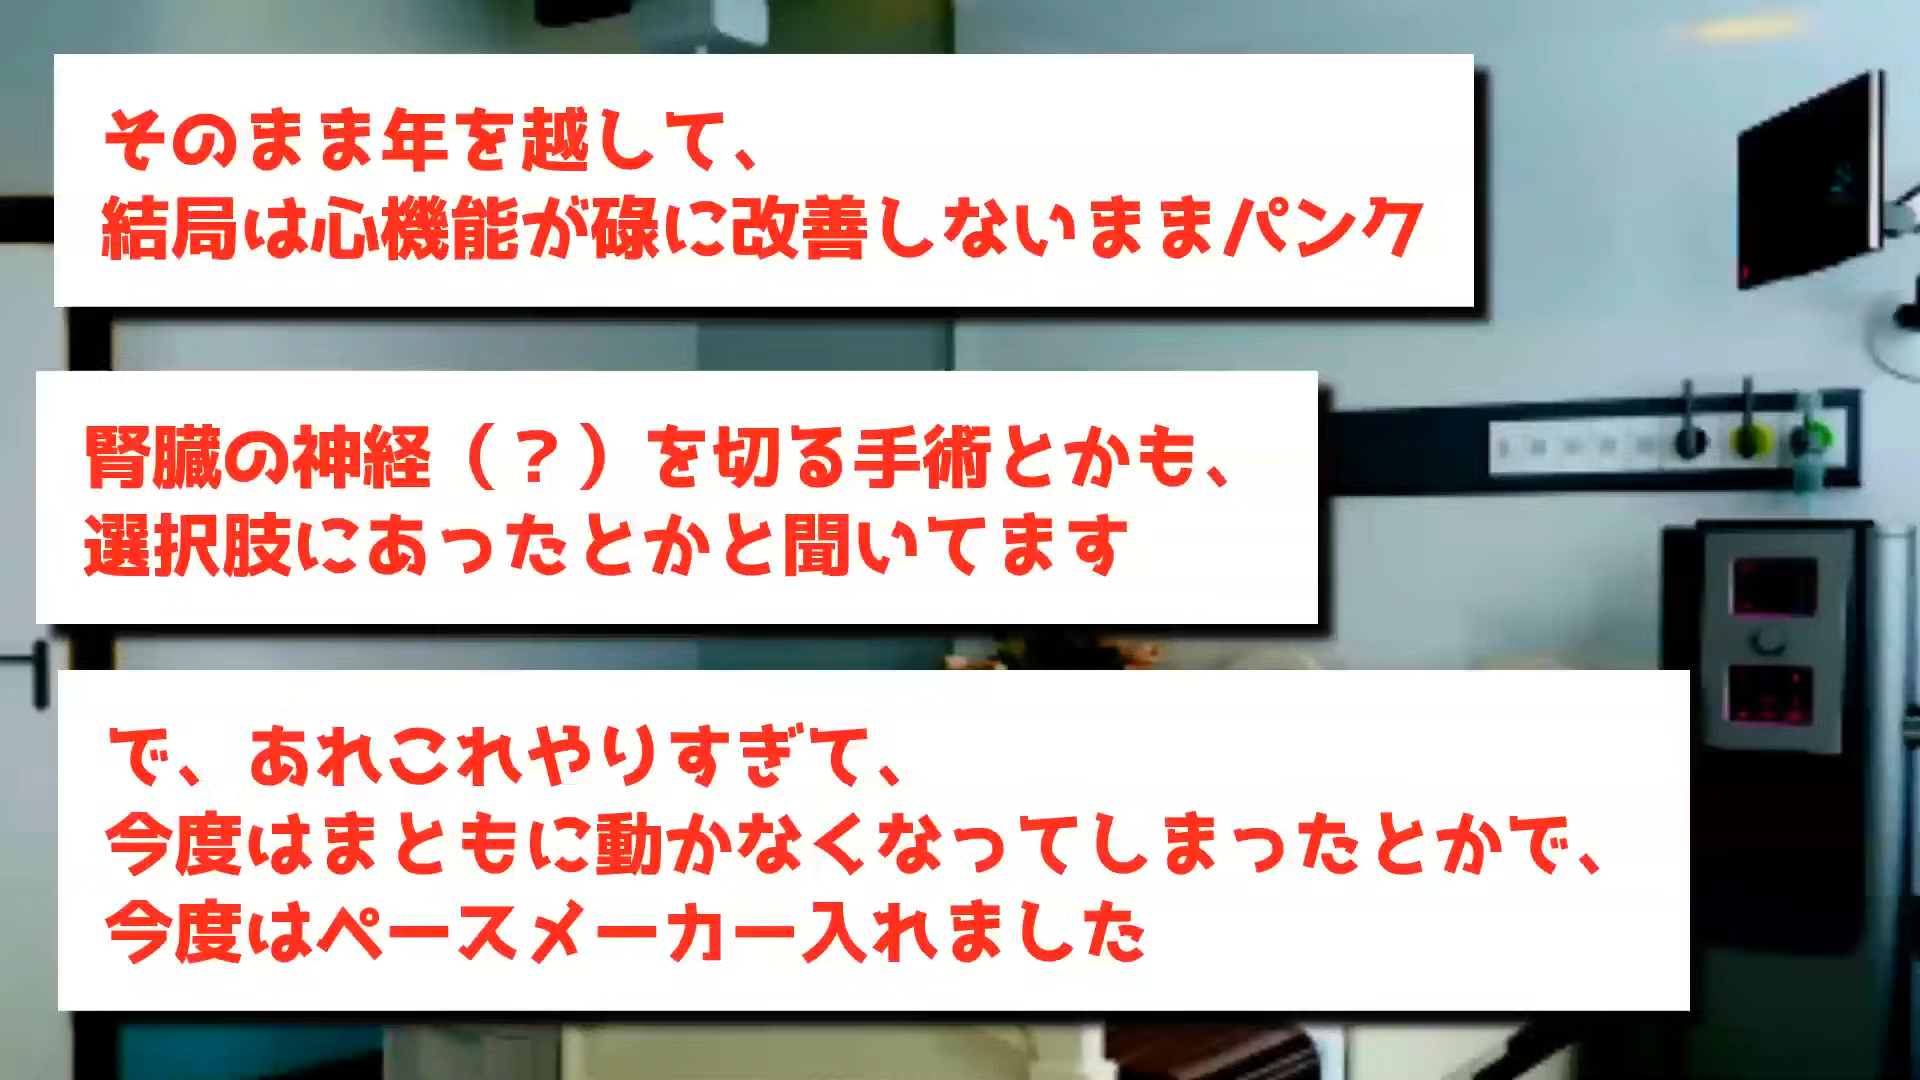 そのまま年を越して、
結局は心機能が碌に改善しないままパンク
腎臓の神経（？）を切る手術とかも、
選択肢にあったとかと聞いてます
で、あれこれやりすぎて、
今度はまともに動かなくなってしまったとかで、
今度はペースメーカー入れました